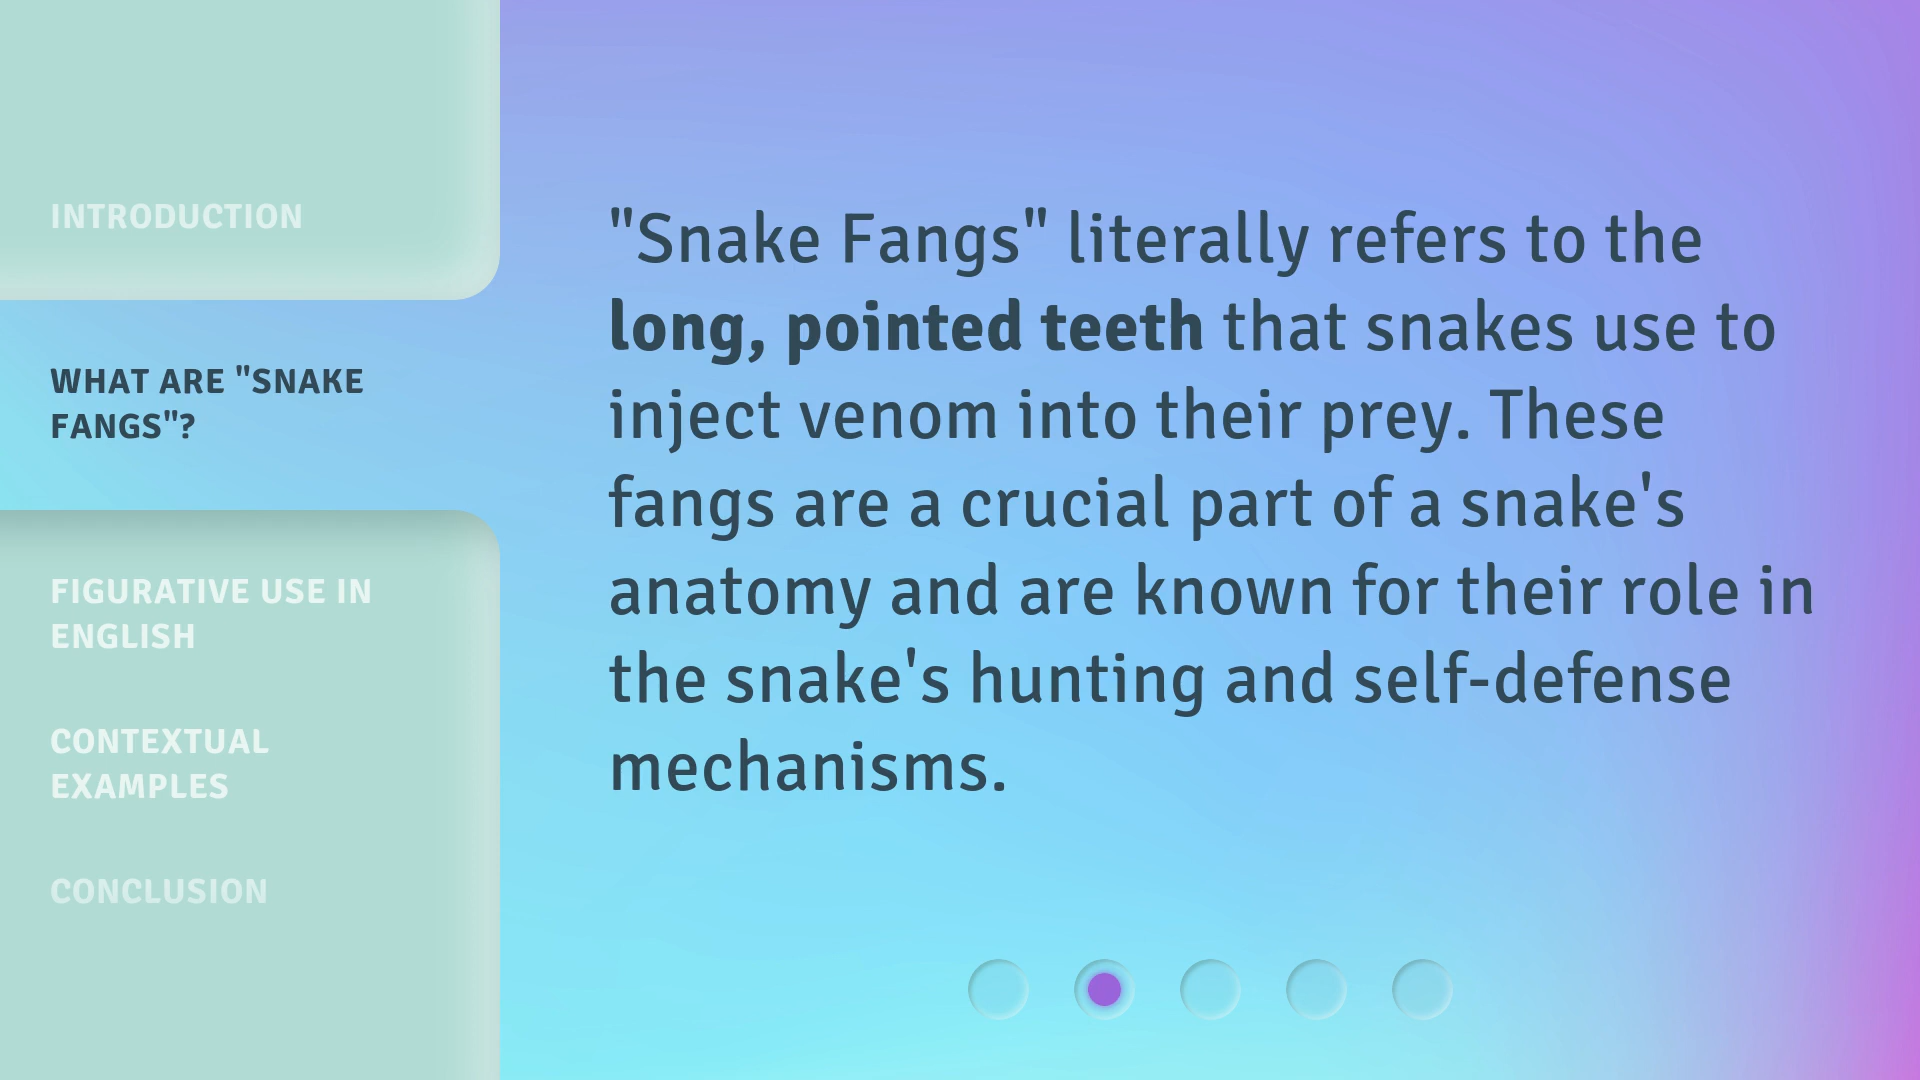 INTRODUCTION
WHAT ARE "SNAKE
FANGS"?
FIGURATIVE USE IN
ENGLISH
CONTEXTUAL
EXAMPLES
CONCLUSION
"Snake Fangs" literally refers to the
long, pointed teeth that snakes use to
inject venom into their prey. These
fangs are a crucial part of a snake's
anatomy and are known for their role in
the snake's hunting and self-defense
mechanisms.